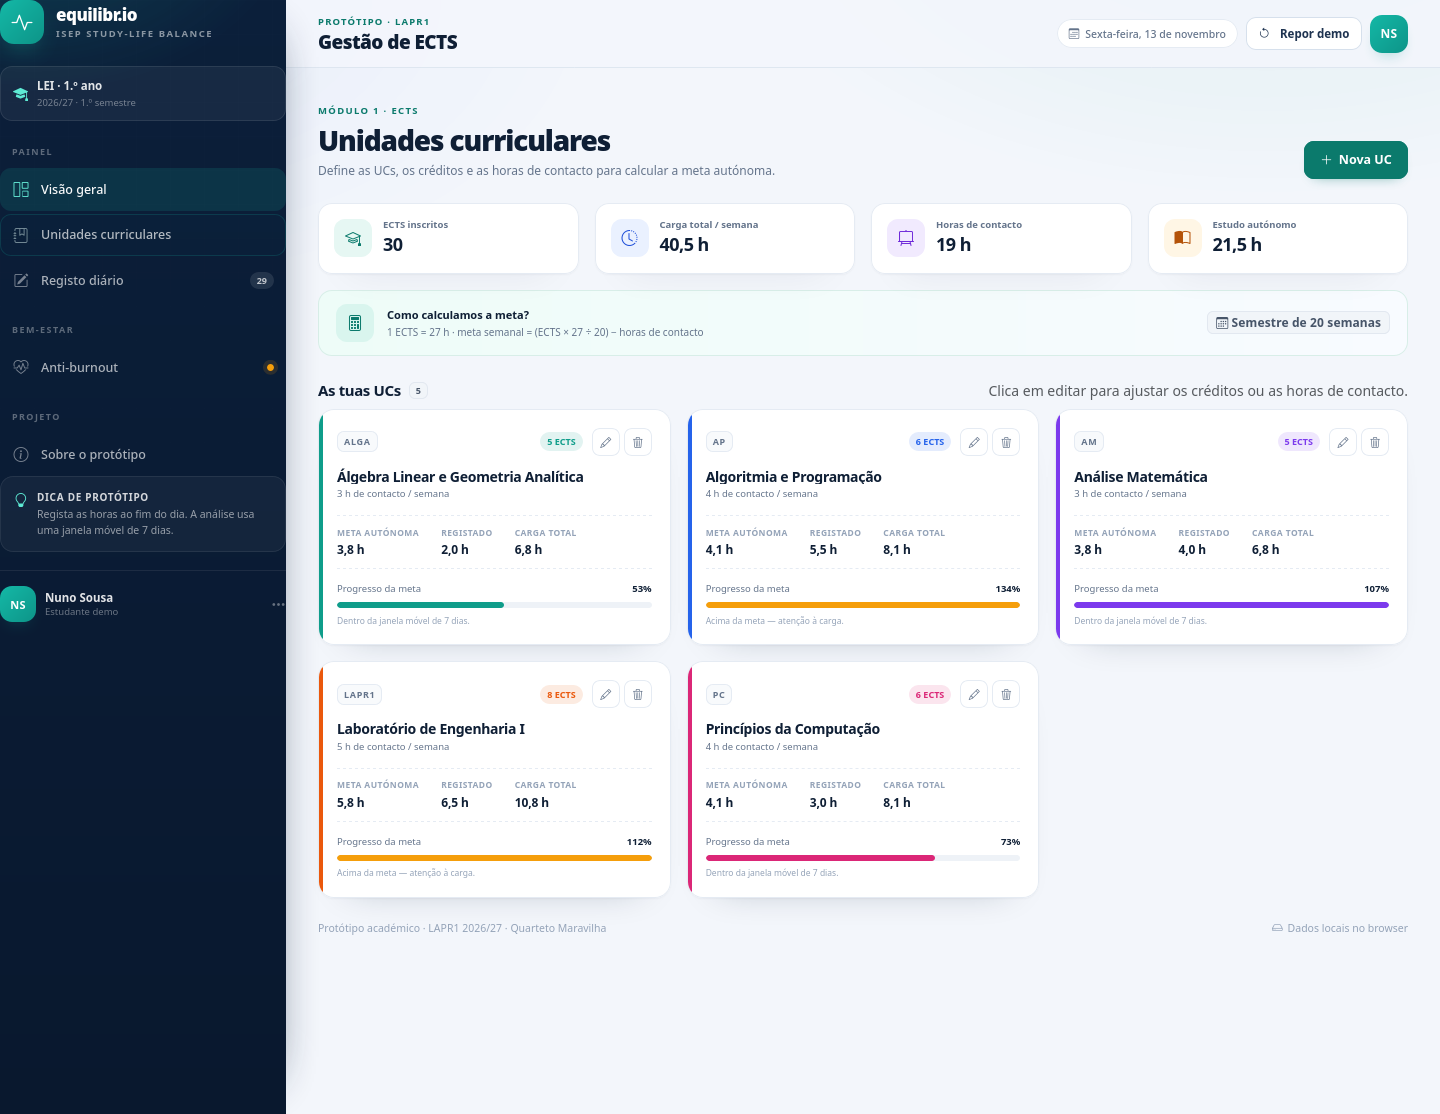 equilibr.io
ISEP STUDY-LIFE BALANCE
LEI · 1.º ano
2026/27 · 1.º semestre
PAINEL
Visão geral
Unidades curriculares
Registo diário
29
BEM-ESTAR
Anti-burnout
PROJETO
Sobre o protótipo
DICA DE PROTÓTIPO
Regista as horas ao fim do dia. A análise usa
uma janela móvel de 7 dias.
NS
Nuno Sousa
Estudante demo
PROTÓTIPO · LAPR1
Gestão de ECTS
Sexta-feira, 13 de novembro
Repor demo
NS
MÓDULO 1 · ECTS
Unidades curriculares
Define as UCs, os créditos e as horas de contacto para calcular a meta autónoma.
Nova UC
ECTS inscritos
30
Carga total / semana
40,5 h
Horas de contacto
19 h
Estudo autónomo
21,5 h
Como calculamos a meta?
1 ECTS = 27 h · meta semanal = (ECTS × 27 ÷ 20) − horas de contacto
Semestre de 20 semanas
As tuas UCs 5
Clica em editar para ajustar os créditos ou as horas de contacto.
ALGA
5 ECTS
Álgebra Linear e Geometria Analítica
3 h de contacto / semana
META AUTÓNOMA REGISTADO CARGA TOTAL
3,8 h 2,0 h 6,8 h
Progresso da meta 53%
Dentro da janela móvel de 7 dias.
AP
6 ECTS
Algoritmia e Programação
4 h de contacto / semana
META AUTÓNOMA REGISTADO CARGA TOTAL
4,1 h 5,5 h 8,1 h
Progresso da meta 134%
Acima da meta — atenção à carga.
AM
5 ECTS
Análise Matemática
3 h de contacto / semana
META AUTÓNOMA REGISTADO CARGA TOTAL
3,8 h 4,0 h 6,8 h
Progresso da meta 107%
Dentro da janela móvel de 7 dias.
LAPR1
8 ECTS
Laboratório de Engenharia I
5 h de contacto / semana
META AUTÓNOMA REGISTADO CARGA TOTAL
5,8 h 6,5 h 10,8 h
Progresso da meta 112%
Acima da meta — atenção à carga.
PC
6 ECTS
Princípios da Computação
4 h de contacto / semana
META AUTÓNOMA REGISTADO CARGA TOTAL
4,1 h 3,0 h 8,1 h
Progresso da meta 73%
Dentro da janela móvel de 7 dias.
Protótipo académico · LAPR1 2026/27 · Quarteto Maravilha
Dados locais no browser